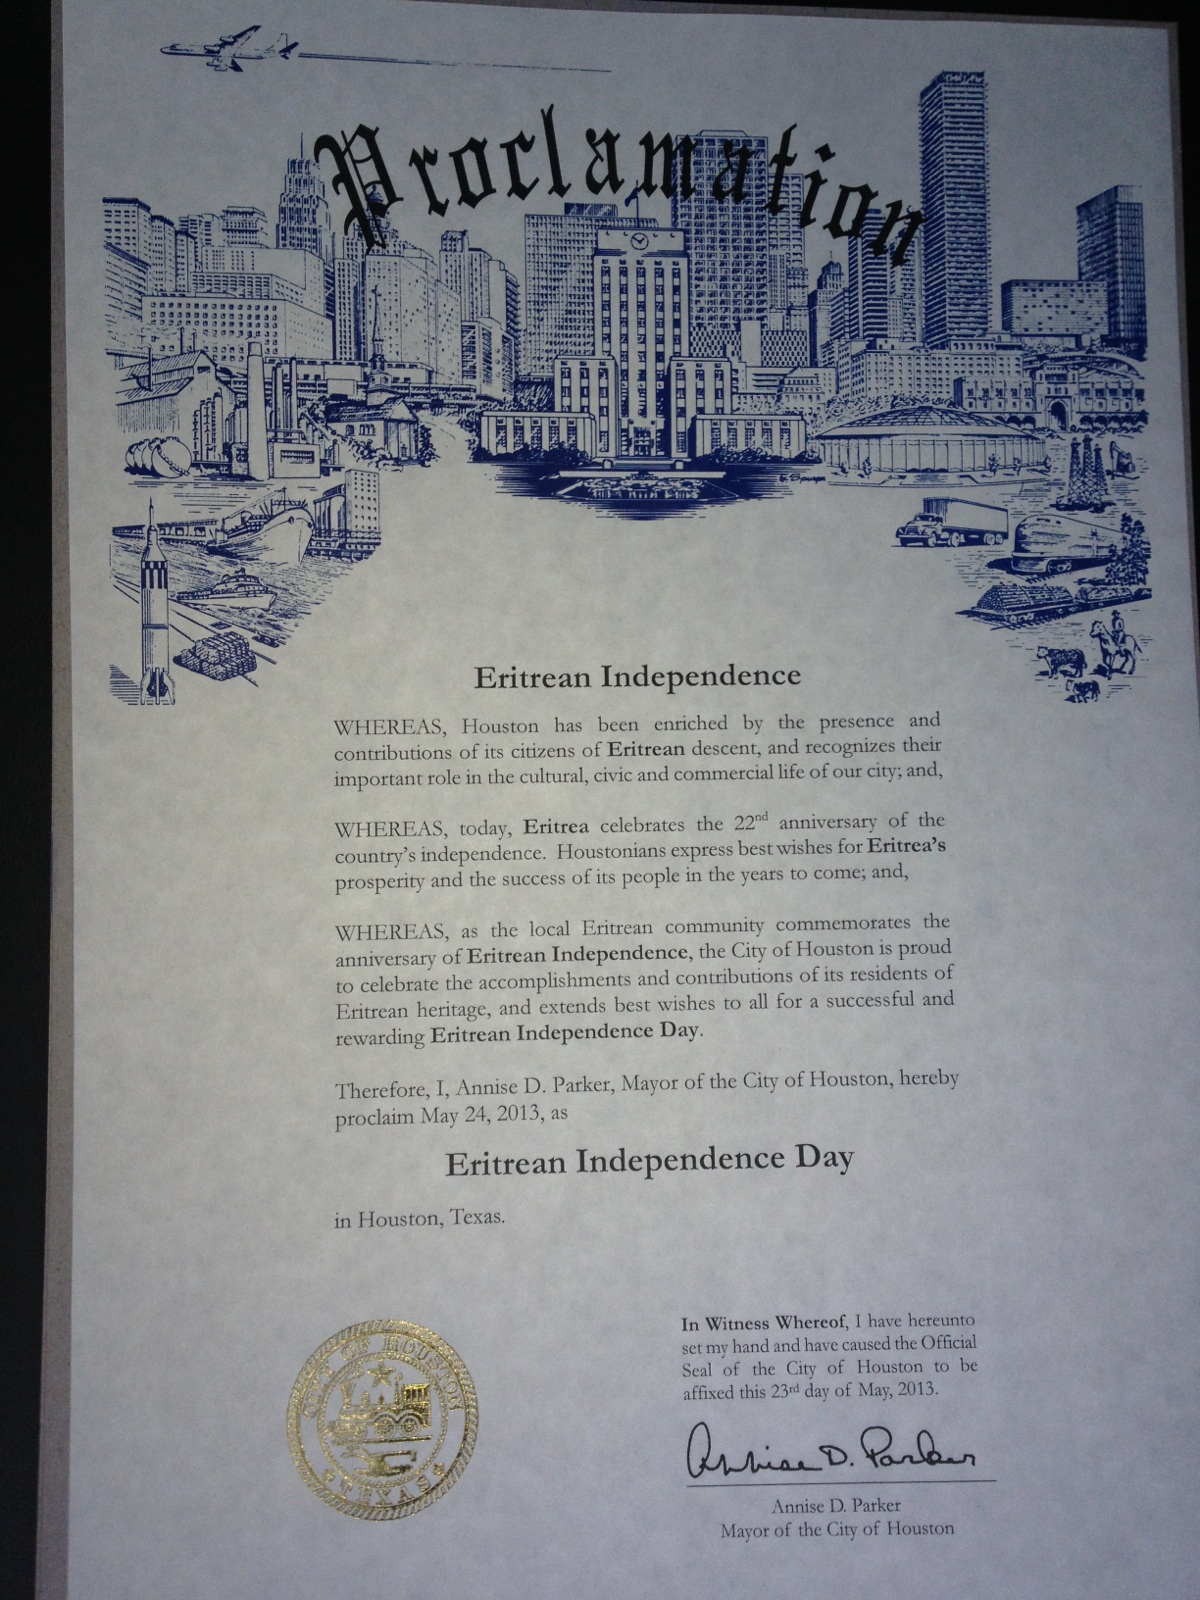 Proclamation
Eritrean Independence
WHEREAS, Houston has been enriched by the presence and
contributions of its citizens of Eritrean descent, and recognizes their
important role in the cultural, civic and commercial life of our city; and,
WHEREAS, today, Eritrea celebrates the 22nd anniversary of the
country's independence. Houstonians express best wishes for Eritrea's
prosperity and the success of its people in the years to come; and,
WHEREAS, as the local Eritrean community commemorates the
anniversary of Eritrean Independence, the City of Houston is proud
to celebrate the accomplishments and contributions of its residents of
Eritrean heritage, and extends best wishes to all for a successful and
rewarding Eritrean Independence Day.
Therefore, I, Annise D. Parker, Mayor of the City of Houston, hereby
proclaim May 24, 2013, as
Eritrean Independence Day
in Houston, Texas.
CITY OF HOUSTON
TEXAS
In Witness Whereof, I have hereunto
set my hand and have caused the Official
Seal of the City of Houston to be
affixed this 23rd day of May, 2013.
Annise D. Parker
Annise D. Parker
Mayor of the City of Houston